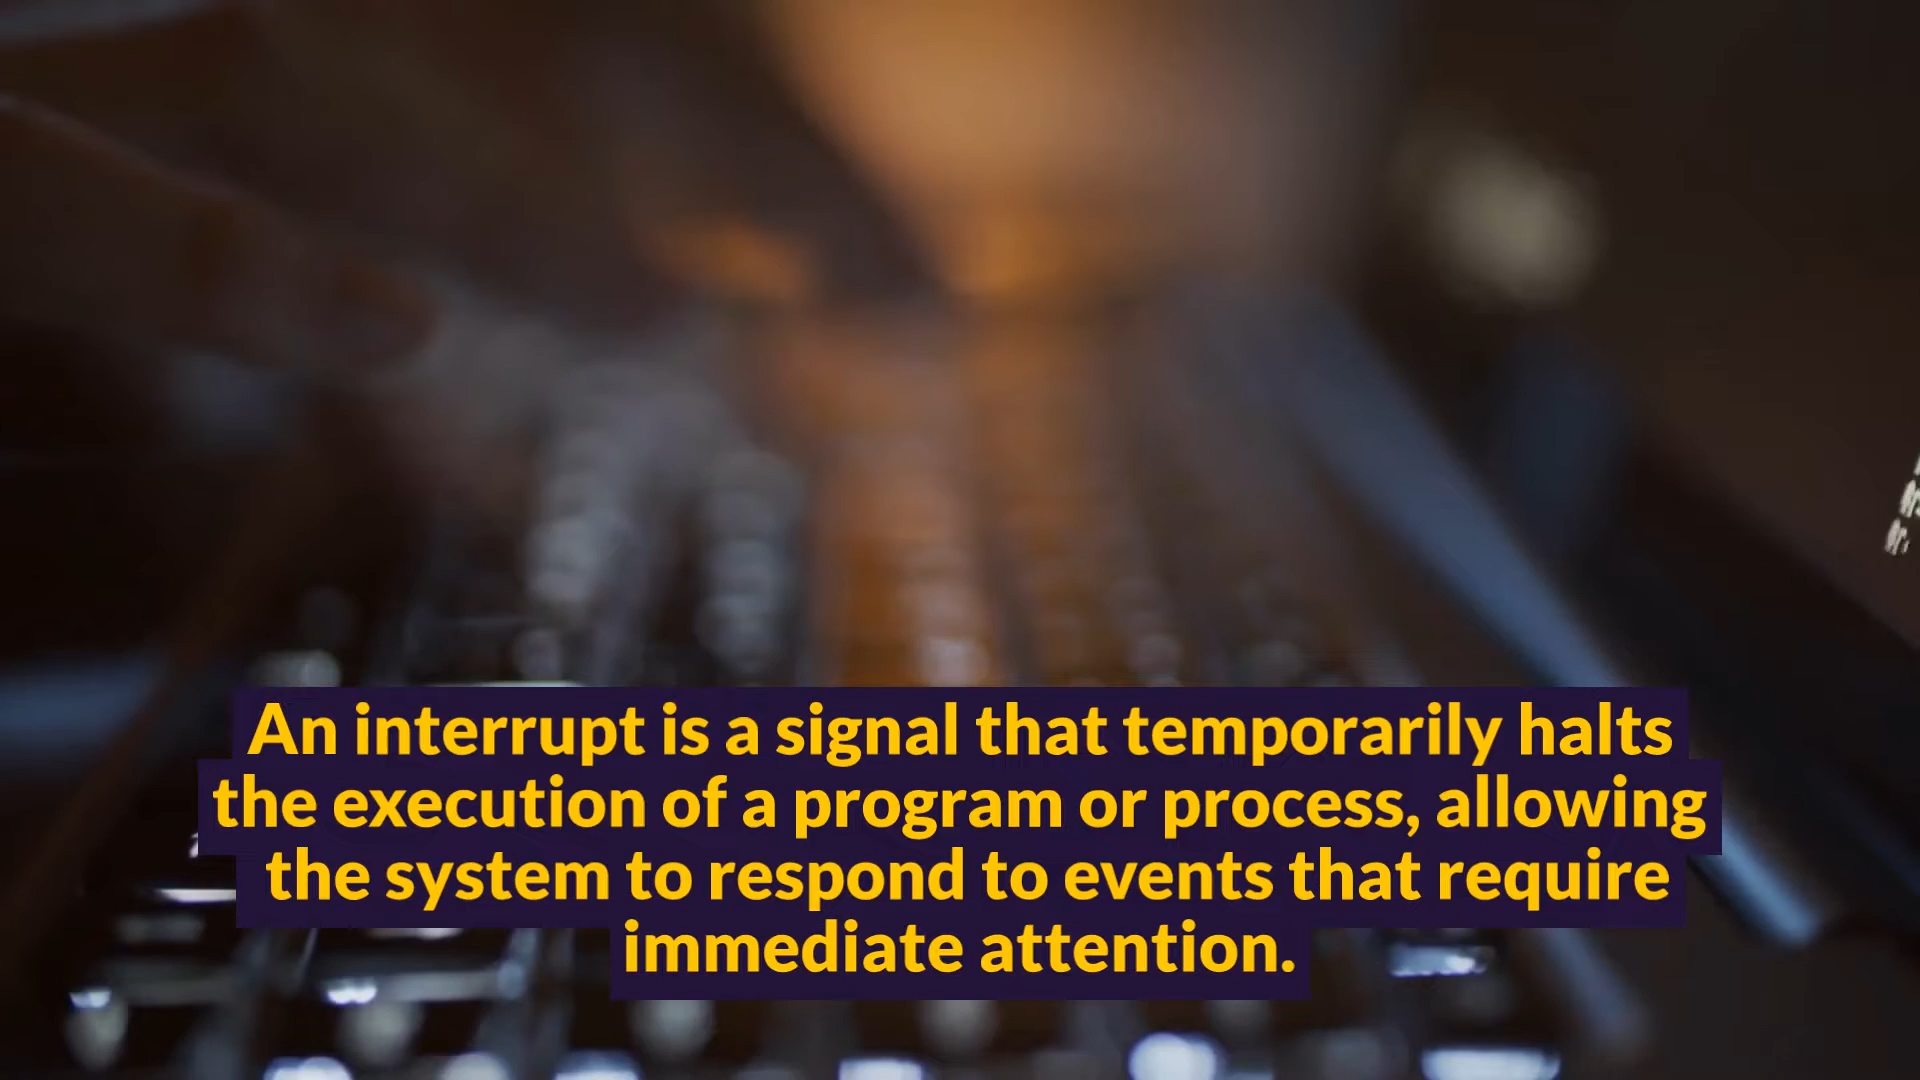 An interrupt is a signal that temporarily halts
the execution of a program or process, allowing
the system to respond to events that require
immediate attention.